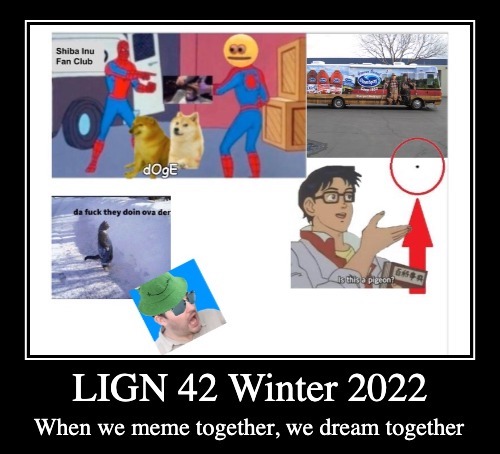 Shiba Inu
Fan Club
dOgE
da fuck they doin ova der
Is this a pigeon?
LIGN 42 Winter 2022
When we meme together, we dream together